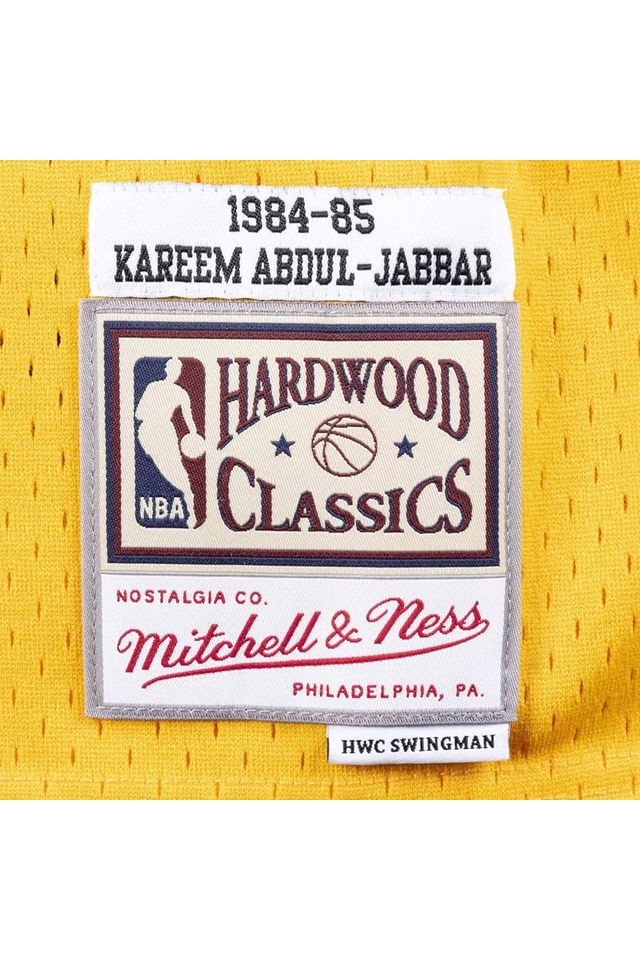 1984-85
KAREEM ABDUL-JABBAR
HARDWOOD
CLASSICS
NBA
NOSTALGIA CO.
Mitchell & Ness
PHILADELPHIA, PA.
HWC SWINGMAN